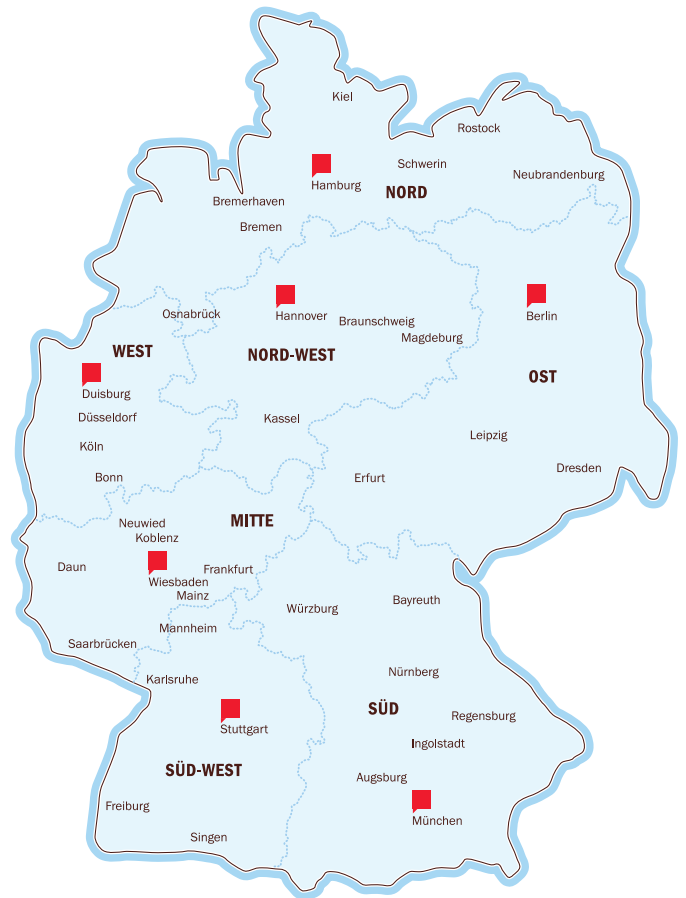 Kiel
Rostock
Schwerin
Neubrandenburg
Hamburg
NORD
Bremerhaven
Bremen
Osnabrück
Hannover
Braunschweig
Magdeburg
Berlin
WEST
NORD-WEST
OST
Duisburg
Düsseldorf
Köln
Bonn
Kassel
Leipzig
Erfurt
Dresden
Neuwied
Koblenz
MITTE
Daun
Wiesbaden
Frankfurt
Mainz
Mannheim
Saarbrücken
Würzburg
Bayreuth
Karlsruhe
Nürnberg
Stuttgart
SÜD
Regensburg
Ingolstadt
SÜD-WEST
Augsburg
Freiburg
München
Singen